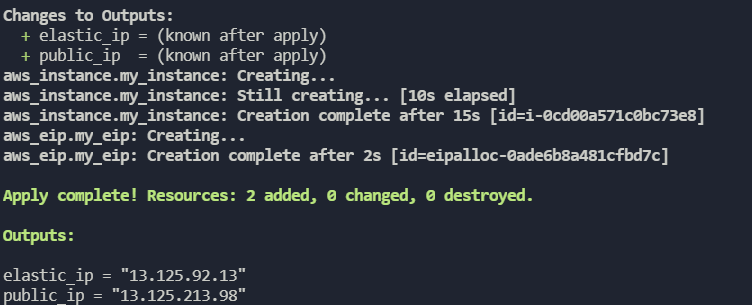 Changes to Outputs:
  + elastic_ip = (known after apply)
  + public_ip  = (known after apply)
aws_instance.my_instance: Creating...
aws_instance.my_instance: Still creating... [10s elapsed]
aws_instance.my_instance: Creation complete after 15s [id=i-0cd00a571c0bc73e8]
aws_eip.my_eip: Creating...
aws_eip.my_eip: Creation complete after 2s [id=eipalloc-0ade6b8a481cfbd7c]
Apply complete! Resources: 2 added, 0 changed, 0 destroyed.
Outputs:
elastic_ip = "13.125.92.13"
public_ip = "13.125.213.98"